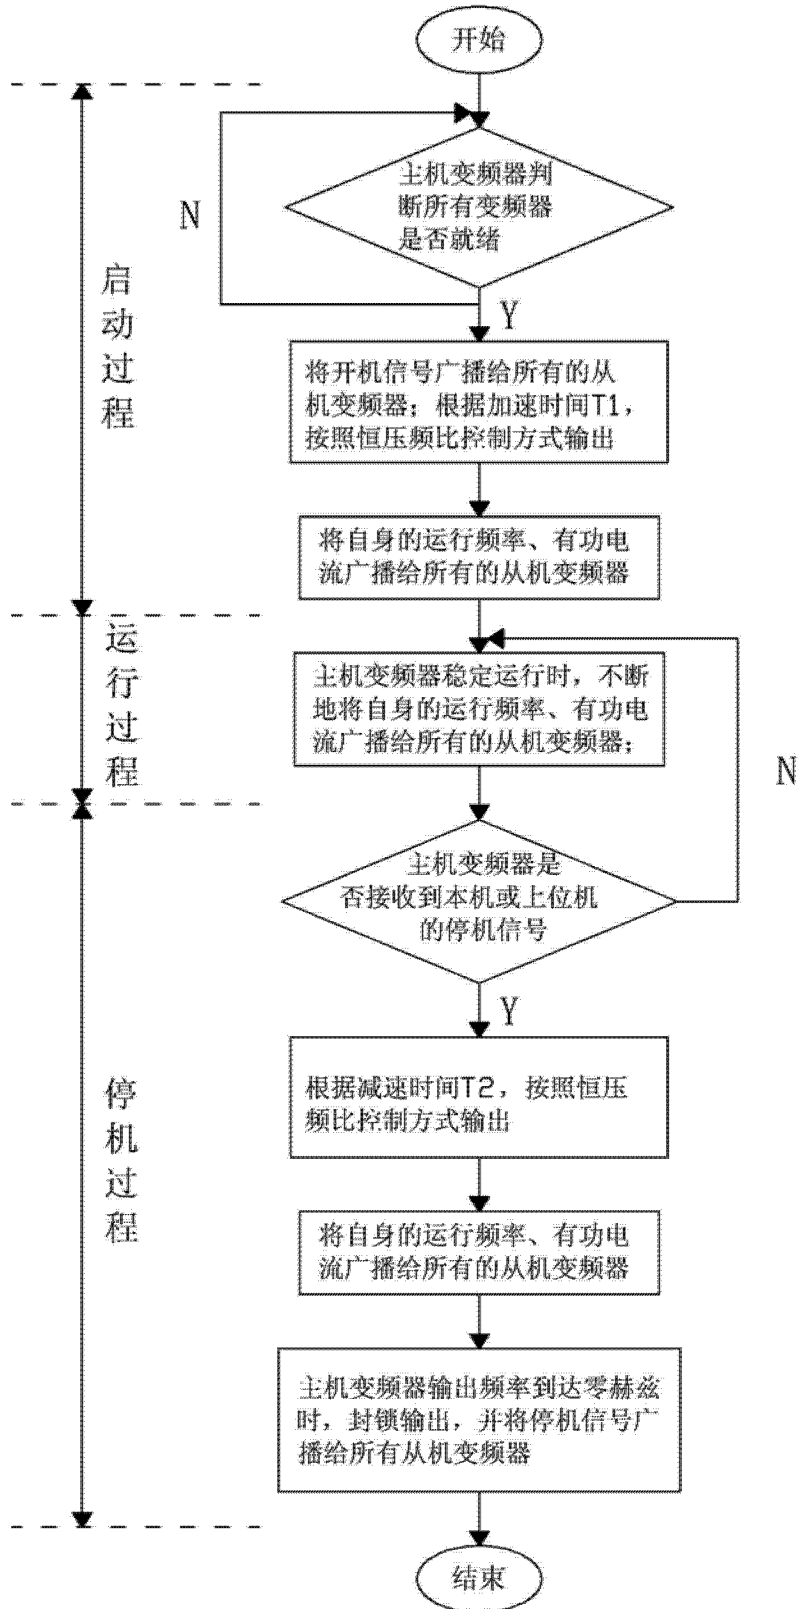 开始
主机变频器判
断所有变频器
是否就绪
N
Y
启动过程
将开机信号广播给所有的从
机变频器；根据加速时间T1，
按照恒压频比控制方式输出
将自身的运行频率、有功电
流广播给所有的从机变频器
运行过程
主机变频器稳定运行时，不断
地将自身的运行频率、有功电
流广播给所有的从机变频器；
N
主机变频器是
否接收到本机或上位机
的停机信号
Y
停机过程
根据减速时间T2，按照恒压
频比控制方式输出
将自身的运行频率、有功电
流广播给所有的从机变频器
主机变频器输出频率到达零赫兹
时，封锁输出，并将停机信号广
播给所有从机变频器
结束